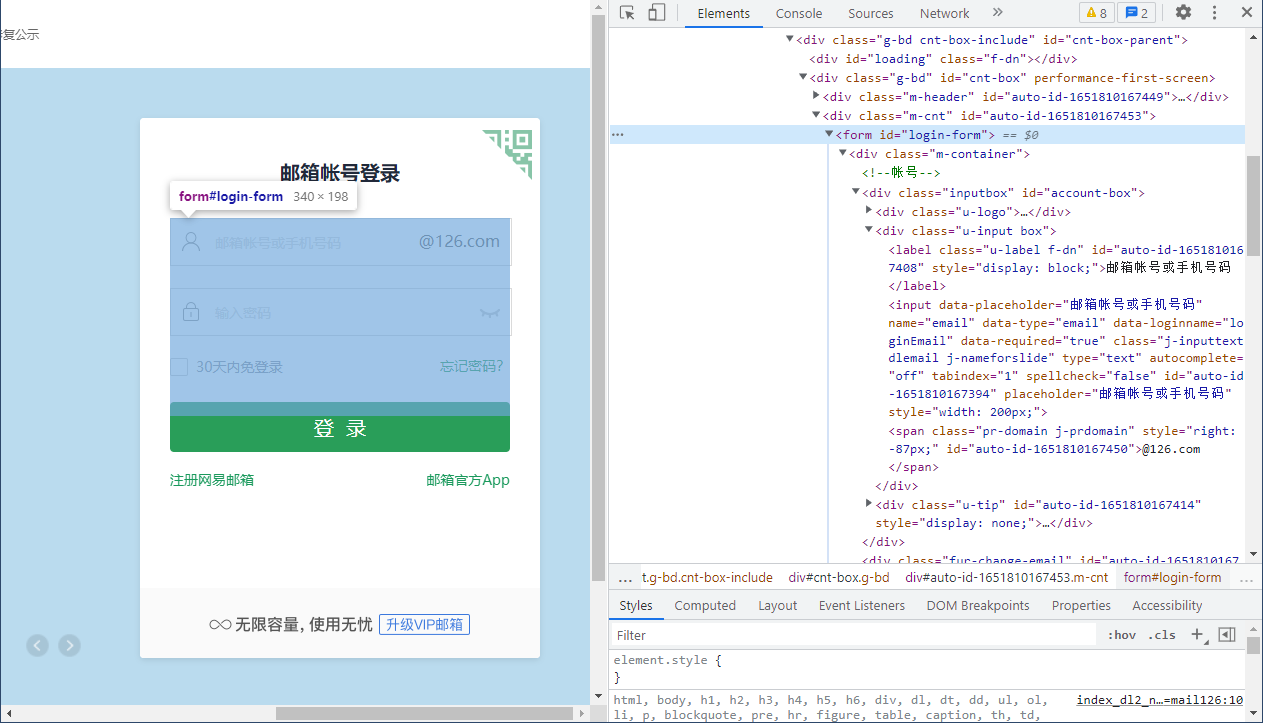 复公示
邮箱帐号登录
form#login-form 340 × 198
邮箱帐号或手机号码 @126.com
输入密码
30天内免登录 忘记密码?
登 录
注册网易邮箱 邮箱官方App
无限容量，使用无忧 升级VIP邮箱
Elements Console Sources Network » 8 2
<div class="g-bd cnt-box-include" id="cnt-box-parent">
<div id="loading" class="f-dn"></div>
<div class="g-bd" id="cnt-box" performance-first-screen>
<div class="m-header" id="auto-id-1651810167449">…</div>
<div class="m-cnt" id="auto-id-1651810167453">
… <form id="login-form"> == $0
<div class="m-container">
<!--帐号-->
<div class="inputbox" id="account-box">
<div class="u-logo">…</div>
<div class="u-input box">
<label class="u-label f-dn" id="auto-id-165181016
7408" style="display: block;">邮箱帐号或手机号码
</label>
<input data-placeholder="邮箱帐号或手机号码"
name="email" data-type="email" data-loginname="lo
ginEmail" data-required="true" class="j-inputtext
dlemail j-nameforslide" type="text" autocomplete=
"off" tabindex="1" spellcheck="false" id="auto-id
-1651810167394" placeholder="邮箱帐号或手机号码"
style="width: 200px;">
<span class="pr-domain j-prdomain" style="right:
-87px;" id="auto-id-1651810167450">@126.com
</span>
</div>
<div class="u-tip" id="auto-id-1651810167414"
style="display: none;">…</div>
</div>
<div class="fur-change-email" id="auto-id-165181016
… t.g-bd.cnt-box-include div#cnt-box.g-bd div#auto-id-1651810167453.m-cnt form#login-form …
Styles Computed Layout Event Listeners DOM Breakpoints Properties Accessibility
Filter :hov .cls +
element.style {
}
html, body, h1, h2, h3, h4, h5, h6, div, dl, dt, dd, ul, ol, index_dl2_n…=mail126:10
li, p, blockquote, pre, hr, figure, table, caption, th, td,